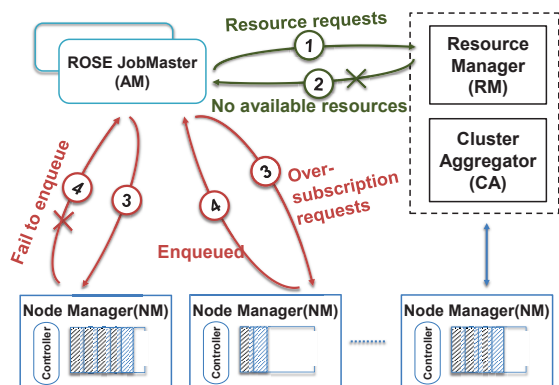 Resource requests
1
ROSE JobMaster
(AM)
Resource
Manager
(RM)
2
No available resources
Cluster
Aggregator
(CA)
Fail to enqueue
4
3
3
4
Over-
subscription
requests
Enqueued
Node Manager(NM)
Node Manager(NM)
Node Manager(NM)
Controller
Controller
Controller